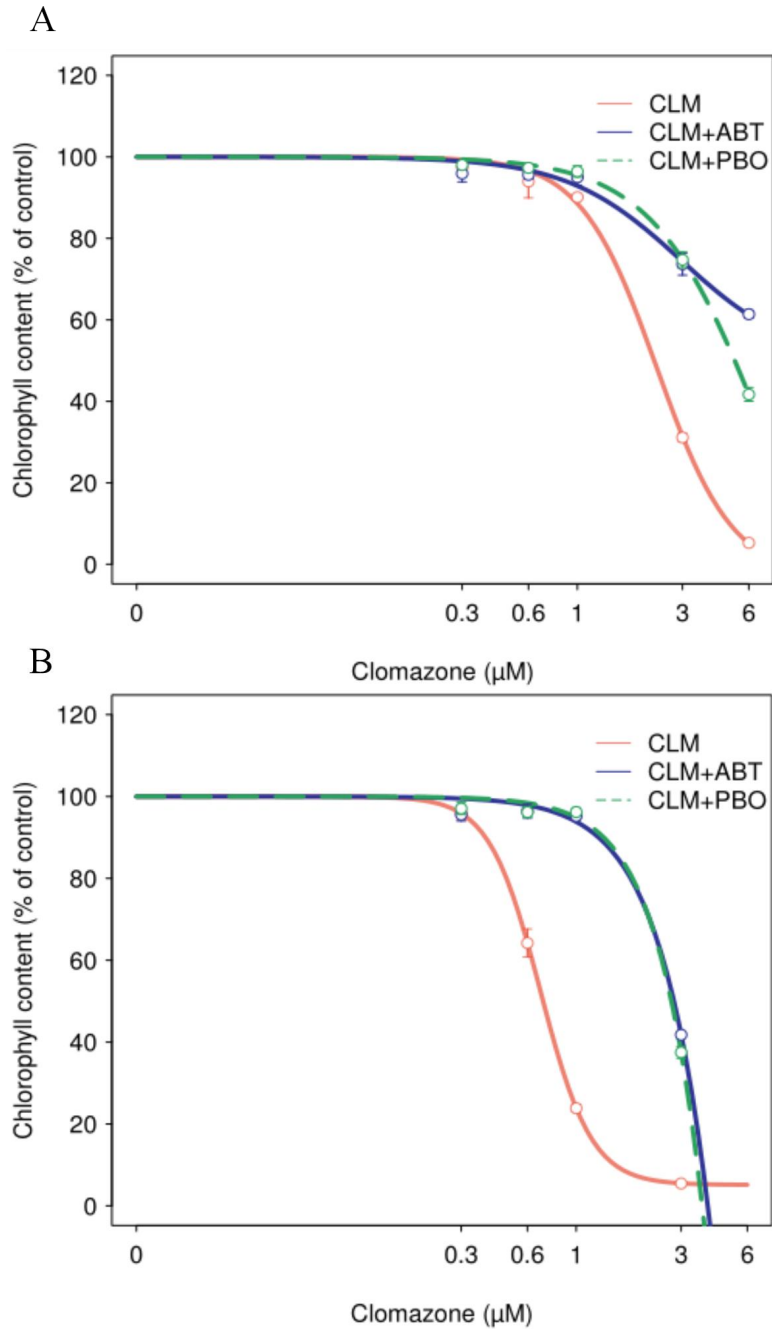 A
120
100
80
60
40
20
0
Chlorophyll content (% of control)
CLM
CLM+ABT
CLM+PBO
0 0.3 0.6 1 3 6
Clomazone (μM)
B
120
100
80
60
40
20
0
Chlorophyll content (% of control)
CLM
CLM+ABT
CLM+PBO
0 0.3 0.6 1 3 6
Clomazone (μM)